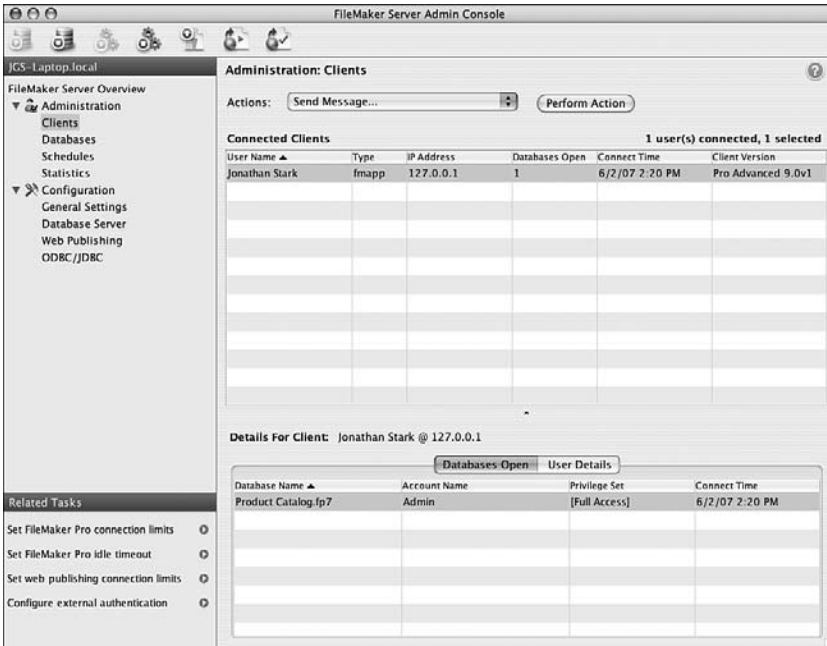 FileMaker Server Admin Console
JGS-Laptop.local
FileMaker Server Overview
Administration
Clients
Databases
Schedules
Statistics
Configuration
General Settings
Database Server
Web Publishing
ODBC/JDBC
Related Tasks
Set FileMaker Pro connection limits
Set FileMaker Pro idle timeout
Set web publishing connection limits
Configure external authentication
Administration: Clients
?
Actions: Send Message... Perform Action
Connected Clients 1 user(s) connected, 1 selected
User Name Type IP Address Databases Open Connect Time Client Version
Jonathan Stark fmapp 127.0.0.1 1 6/2/07 2:20 PM Pro Advanced 9.0v1
Details For Client: Jonathan Stark @ 127.0.0.1
Databases Open User Details
Database Name Account Name Privilege Set Connect Time
Product Catalog.fp7 Admin [Full Access] 6/2/07 2:20 PM